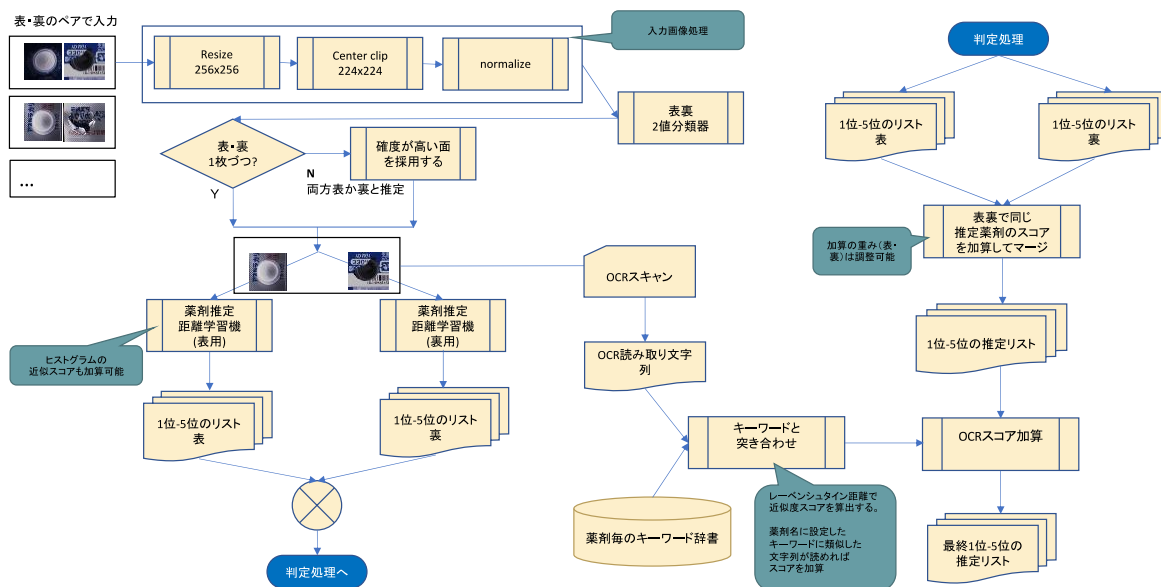 表・裏のペアで入力
Resize
256x256
Center clip
224x224
normalize
入力画像処理
判定処理
表裏
2値分類器
1位-5位のリスト
表
1位-5位のリスト
裏
表・裏
1枚づつ?
確度が高い面
を採用する
N
両方表か裏と推定
Y
...
表裏で同じ
推定薬剤のスコア
を加算してマージ
加算の重み(表・
裏)は調整可能
OCRスキャン
薬剤推定
距離学習機
(表用)
薬剤推定
距離学習機
(裏用)
ヒストグラムの
近似スコアも加算可能
OCR読み取り文字
列
1位-5位の推定リスト
1位-5位のリスト
表
1位-5位のリスト
裏
キーワードと
突き合わせ
OCRスコア加算
レーベンシュタイン距離で
近似度スコアを算出する。
薬剤名に設定した
キーワードに類似した
文字列が読めれば
スコアを加算
薬剤毎のキーワード辞書
最終1位-5位の
推定リスト
判定処理へ